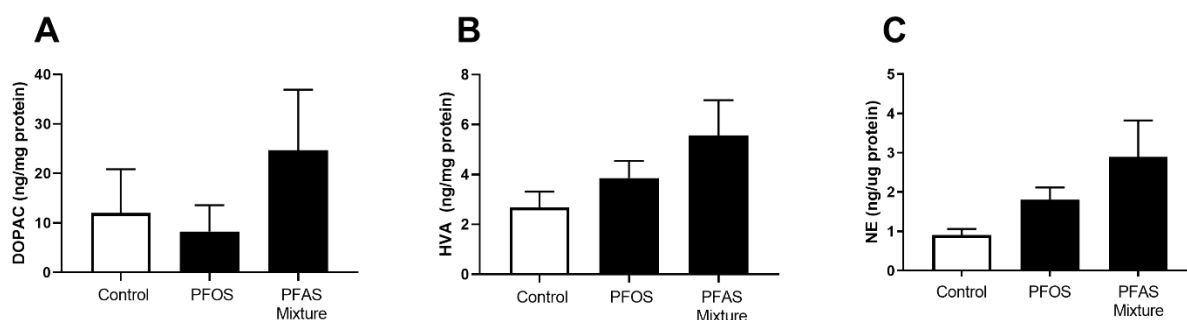 A
DOPAC (ng/mg protein)
40
30
20
10
0
Control
PFOS
PFAS
Mixture
B
HVA (ng/mg protein)
8
6
4
2
0
Control
PFOS
PFAS
Mixture
C
NE (ng/ug protein)
5
4
3
2
1
0
Control
PFOS
PFAS
Mixture